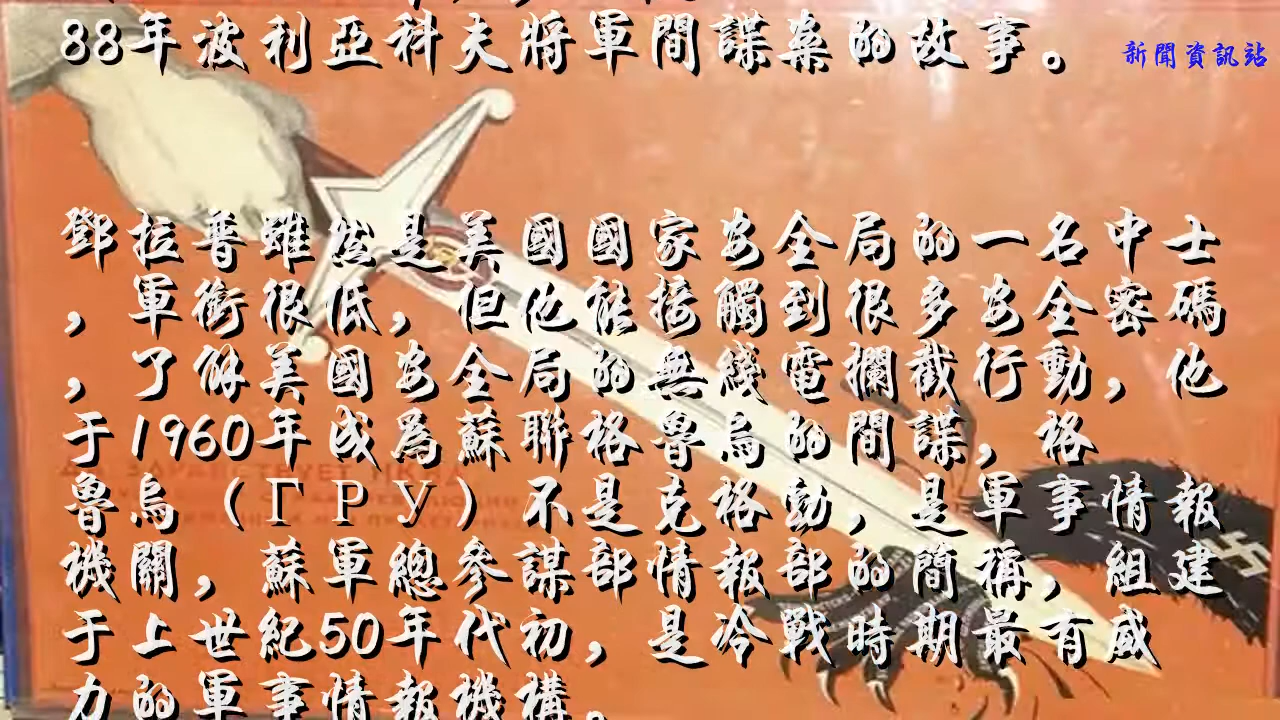 88年波利亞科夫將軍間諜案的故事。
新聞資訊站
鄧拉普雖然是美國國家安全局的一名中士
，軍銜很低，但他能接觸到很多安全密碼
，了解美國安全局的無綫電攔截行動，他
于1960年成為蘇聯格魯烏的間諜，格
魯烏（ГРУ）不是克格勃，是軍事情報
機關，蘇軍總參謀部情報部的簡稱，組建
于上世紀50年代初，是冷戰時期最有威
力的軍事情報機構。